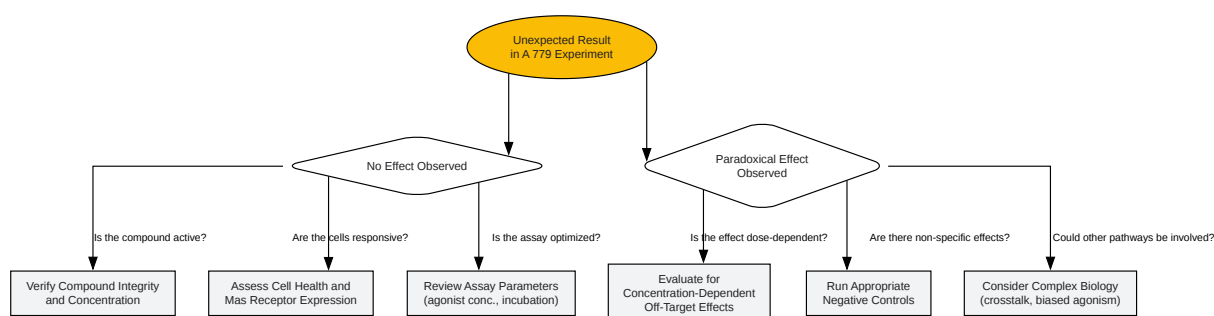 Unexpected Result
in A 779 Experiment
No Effect Observed
Paradoxical Effect
Observed
Is the compound active?
Are the cells responsive?
Is the assay optimized?
Is the effect dose-dependent?
Are there non-specific effects?
Could other pathways be involved?
Verify Compound Integrity
and Concentration
Assess Cell Health and
Mas Receptor Expression
Review Assay Parameters
(agonist conc., incubation)
Evaluate for
Concentration-Dependent
Off-Target Effects
Run Appropriate
Negative Controls
Consider Complex Biology
(crosstalk, biased agonism)